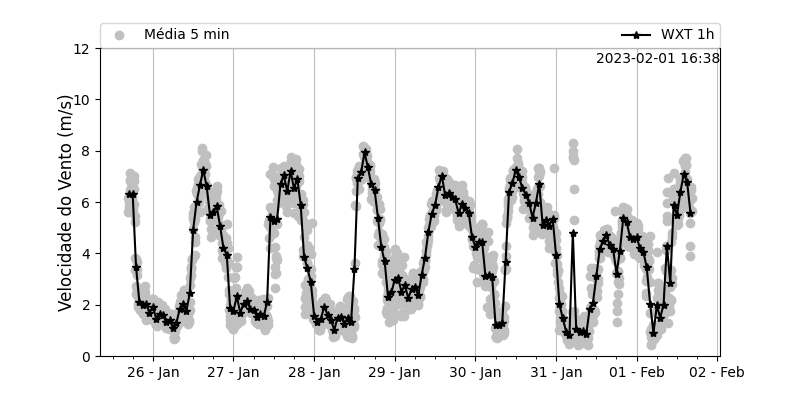 Média 5 min
WXT 1h
2023-02-01 16:38
Velocidade do Vento (m/s)
12
10
8
6
4
2
0
26 - Jan
27 - Jan
28 - Jan
29 - Jan
30 - Jan
31 - Jan
01 - Feb
02 - Feb